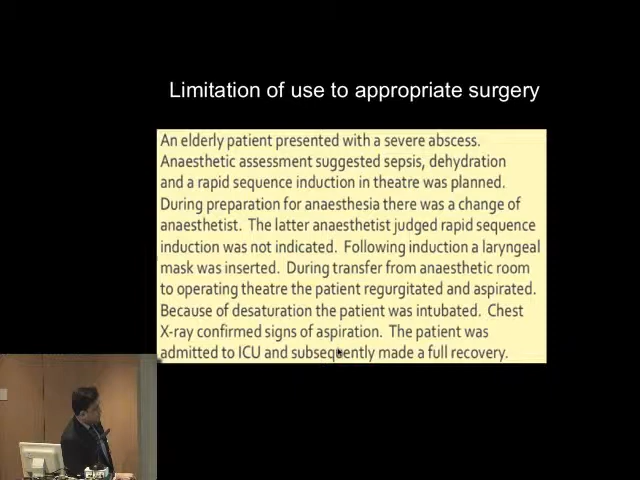 Limitation of use to appropriate surgery
An elderly patient presented with a severe abscess.
Anaesthetic assessment suggested sepsis, dehydration
and a rapid sequence induction in theatre was planned.
During preparation for anaesthesia there was a change of
anaesthetist. The latter anaesthetist judged rapid sequence
induction was not indicated. Following induction a laryngeal
mask was inserted. During transfer from anaesthetic room
to operating theatre the patient regurgitated and aspirated.
Because of desaturation the patient was intubated. Chest
X-ray confirmed signs of aspiration. The patient was
admitted to ICU and subsequently made a full recovery.